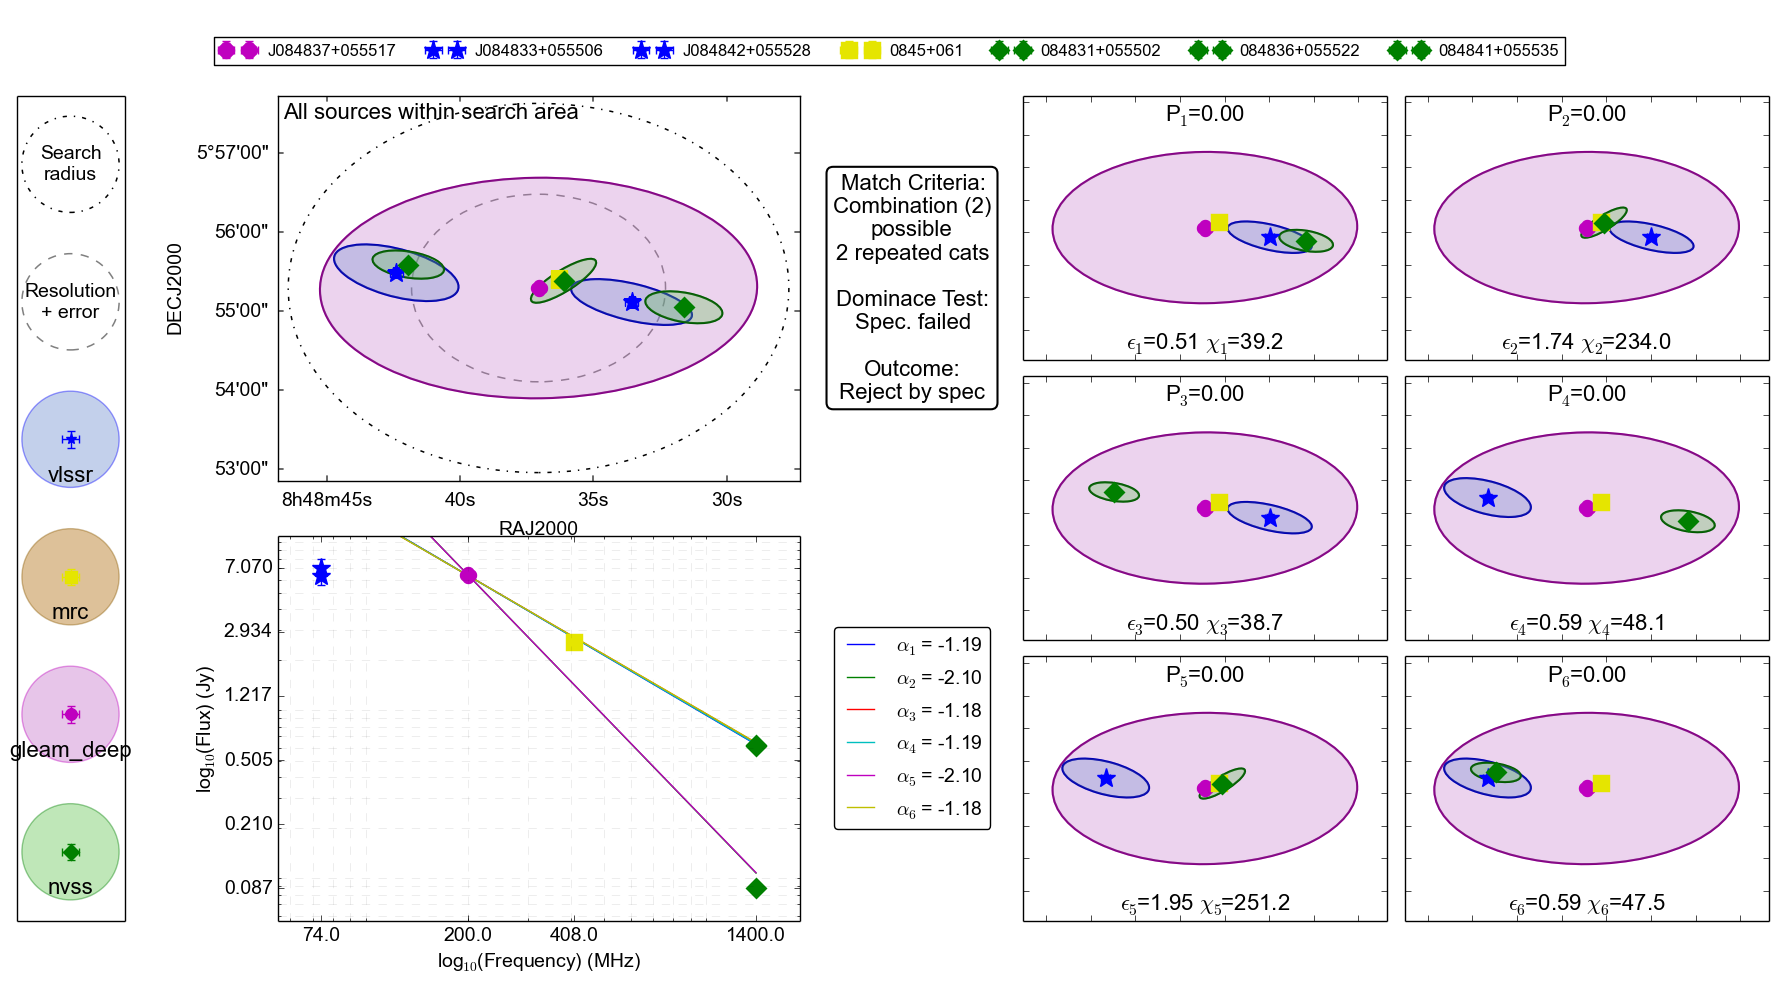 J084837+055517 J084833+055506 J084842+055528 0845+061 084831+055502 084836+055522 084841+055535
Search
radius
Resolution
+ error
vlssr
mrc
gleam_deep
nvss
All sources within search area
DECJ2000
5°57'00"
56'00"
55'00"
54'00"
53'00"
8h48m45s 40s 35s 30s
RAJ2000
Match Criteria:
Combination (2)
possible
2 repeated cats
Dominace Test:
Spec. failed
Outcome:
Reject by spec
log₁₀(Flux) (Jy)
7.070
2.934
1.217
0.505
0.210
0.087
74.0 200.0 408.0 1400.0
log₁₀(Frequency) (MHz)
α₁ = -1.19
α₂ = -2.10
α₃ = -1.18
α₄ = -1.19
α₅ = -2.10
α₆ = -1.18
P₁=0.00
ϵ₁=0.51 χ₁=39.2
P₂=0.00
ϵ₂=1.74 χ₂=234.0
P₃=0.00
ϵ₃=0.50 χ₃=38.7
P₄=0.00
ϵ₄=0.59 χ₄=48.1
P₅=0.00
ϵ₅=1.95 χ₅=251.2
P₆=0.00
ϵ₆=0.59 χ₆=47.5